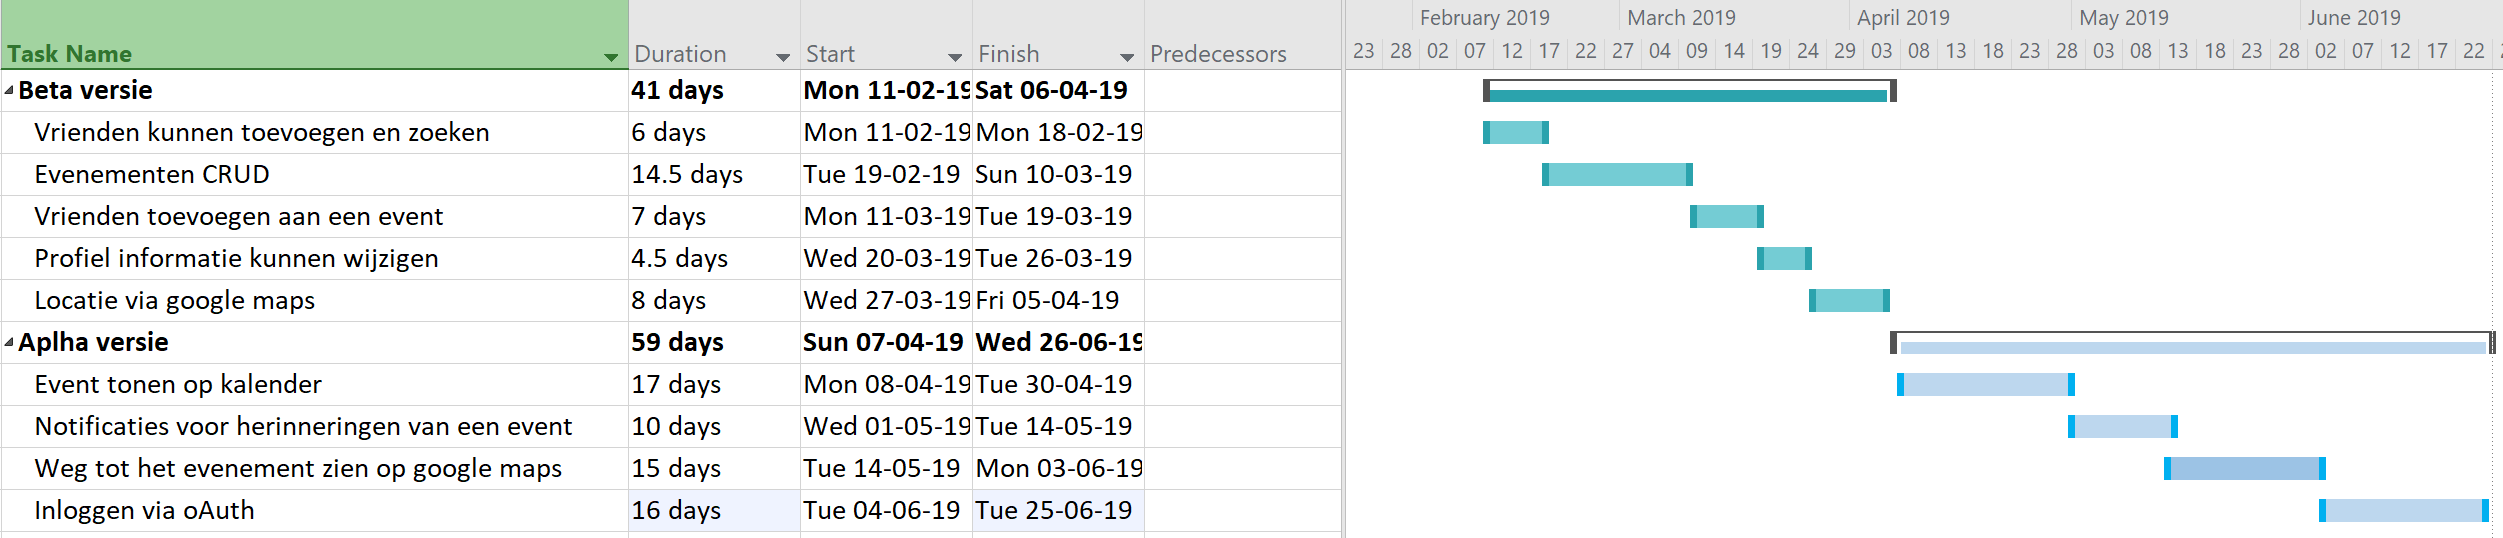 February 2019 March 2019 April 2019 May 2019 June 2019
Task Name Duration Start Finish Predecessors 23 28 02 07 12 17 22 27 04 09 14 19 24 29 03 08 13 18 23 28 03 08 13 18 23 28 02 07 12 17 22
Beta versie 41 days Mon 11-02-19 Sat 06-04-19
Vrienden kunnen toevoegen en zoeken 6 days Mon 11-02-19 Mon 18-02-19
Evenementen CRUD 14.5 days Tue 19-02-19 Sun 10-03-19
Vrienden toevoegen aan een event 7 days Mon 11-03-19 Tue 19-03-19
Profiel informatie kunnen wijzigen 4.5 days Wed 20-03-19 Tue 26-03-19
Locatie via google maps 8 days Wed 27-03-19 Fri 05-04-19
Aplha versie 59 days Sun 07-04-19 Wed 26-06-19
Event tonen op kalender 17 days Mon 08-04-19 Tue 30-04-19
Notificaties voor herinneringen van een event 10 days Wed 01-05-19 Tue 14-05-19
Weg tot het evenement zien op google maps 15 days Tue 14-05-19 Mon 03-06-19
Inloggen via oAuth 16 days Tue 04-06-19 Tue 25-06-19